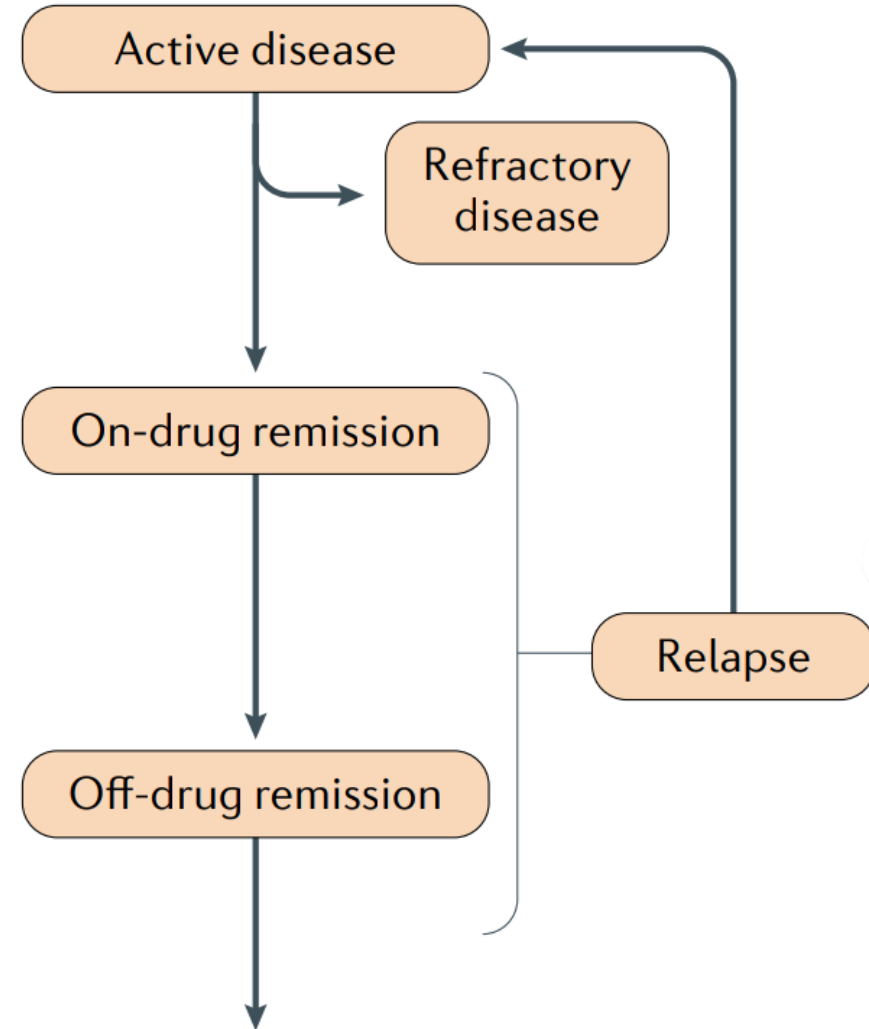 Active disease
Refractory
disease
On-drug remission
Relapse
Off-drug remission